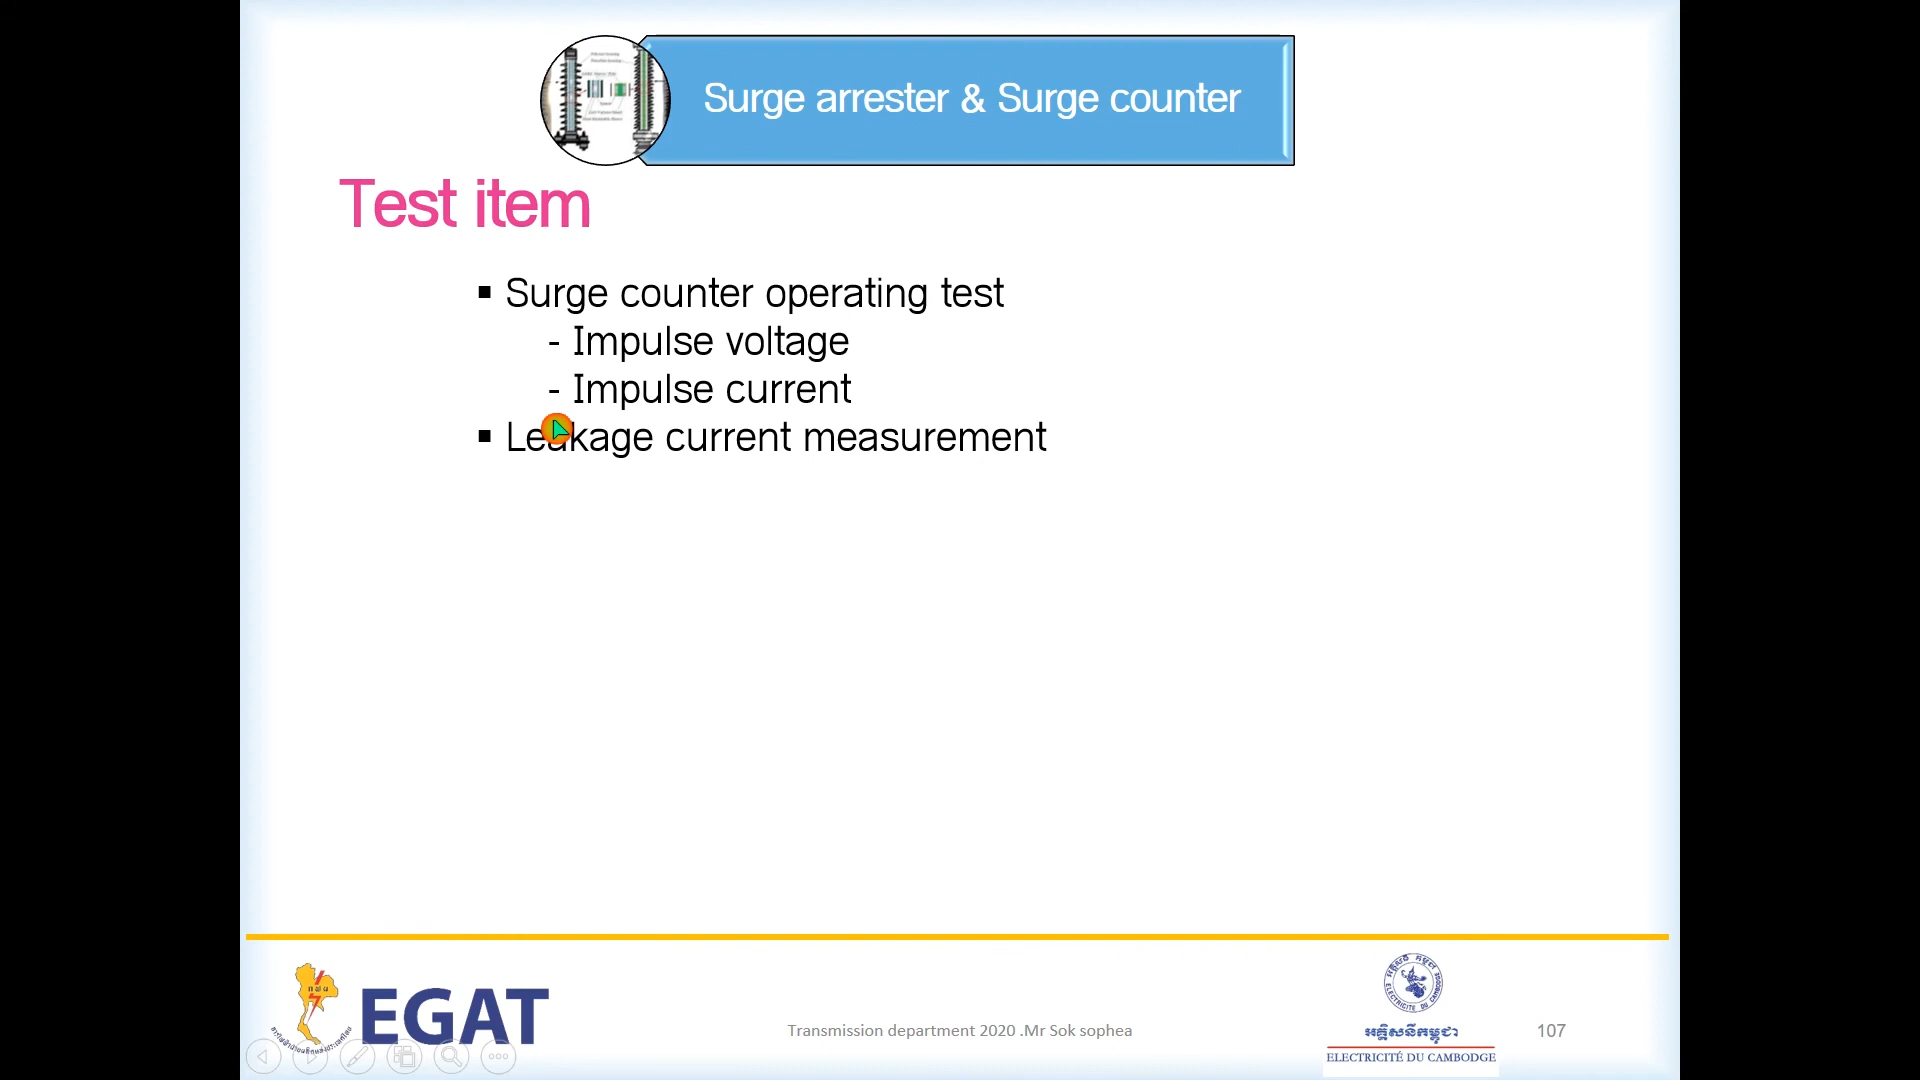 Surge arrester & Surge counter
Test item
▪ Surge counter operating test
- Impulse voltage
- Impulse current
▪ Leakage current measurement
EGAT
Transmission department 2020 .Mr Sok sophea
អគ្គិសនីកម្ពុជា
ELECTRICITÉ DU CAMBODGE
107